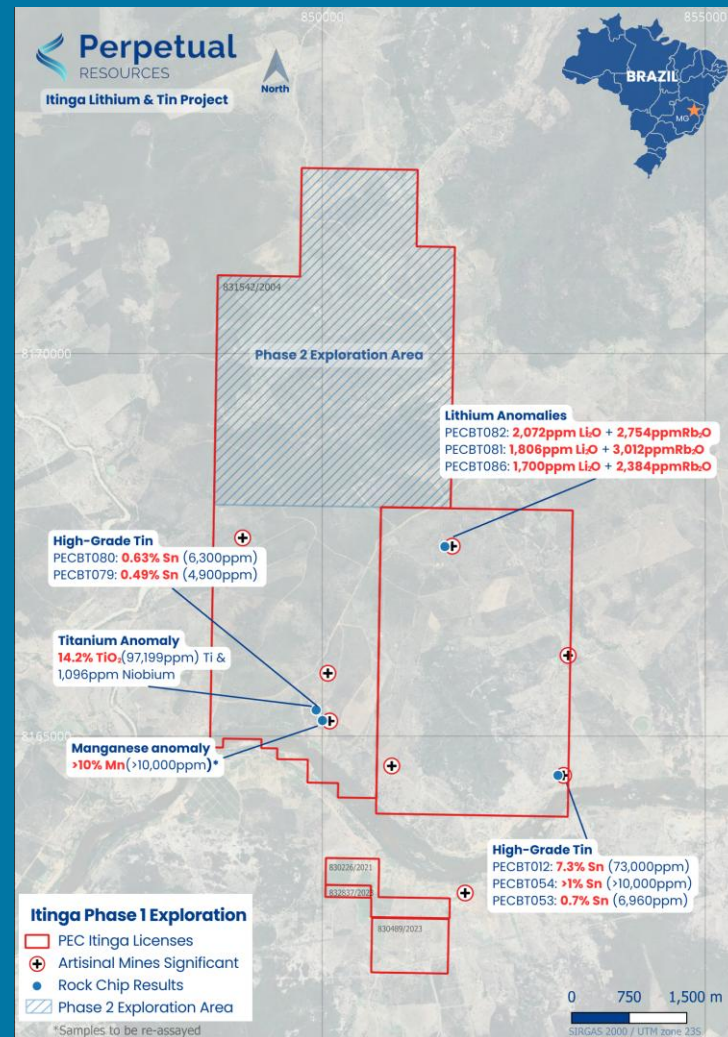 850000
855000
Perpetual
RESOURCES
Itinga Lithium & Tin Project
North
BRAZIL
MG
831542/2004
8170000
Phase 2 Exploration Area
Lithium Anomalies
PECBT082: 2,072ppm Li₂O + 2,754ppmRb₂O
PECBT081: 1,806ppm Li₂O + 3,012ppmRb₂O
PECBT086: 1,700ppm Li₂O + 2,384ppmRb₂O
High-Grade Tin
PECBT080: 0.63% Sn (6,300ppm)
PECBT079: 0.49% Sn (4,900ppm)
Titanium Anomaly
14.2% TiO₂(97,199ppm) Ti &
1,096ppm Niobium
8165000
Manganese anomaly
>10% Mn(>10,000ppm)*
High-Grade Tin
PECBT012: 7.3% Sn (73,000ppm)
PECBT054: >1% Sn (>10,000ppm)
PECBT053: 0.7% Sn (6,960ppm)
830226/2021
830489/2023
Itinga Phase 1 Exploration
PEC Itinga Licenses
Artisinal Mines Significant
Rock Chip Results
Phase 2 Exploration Area
*Samples to be re-assayed
0 750 1,500 m
SIRGAS 2000 / UTM zone 23S